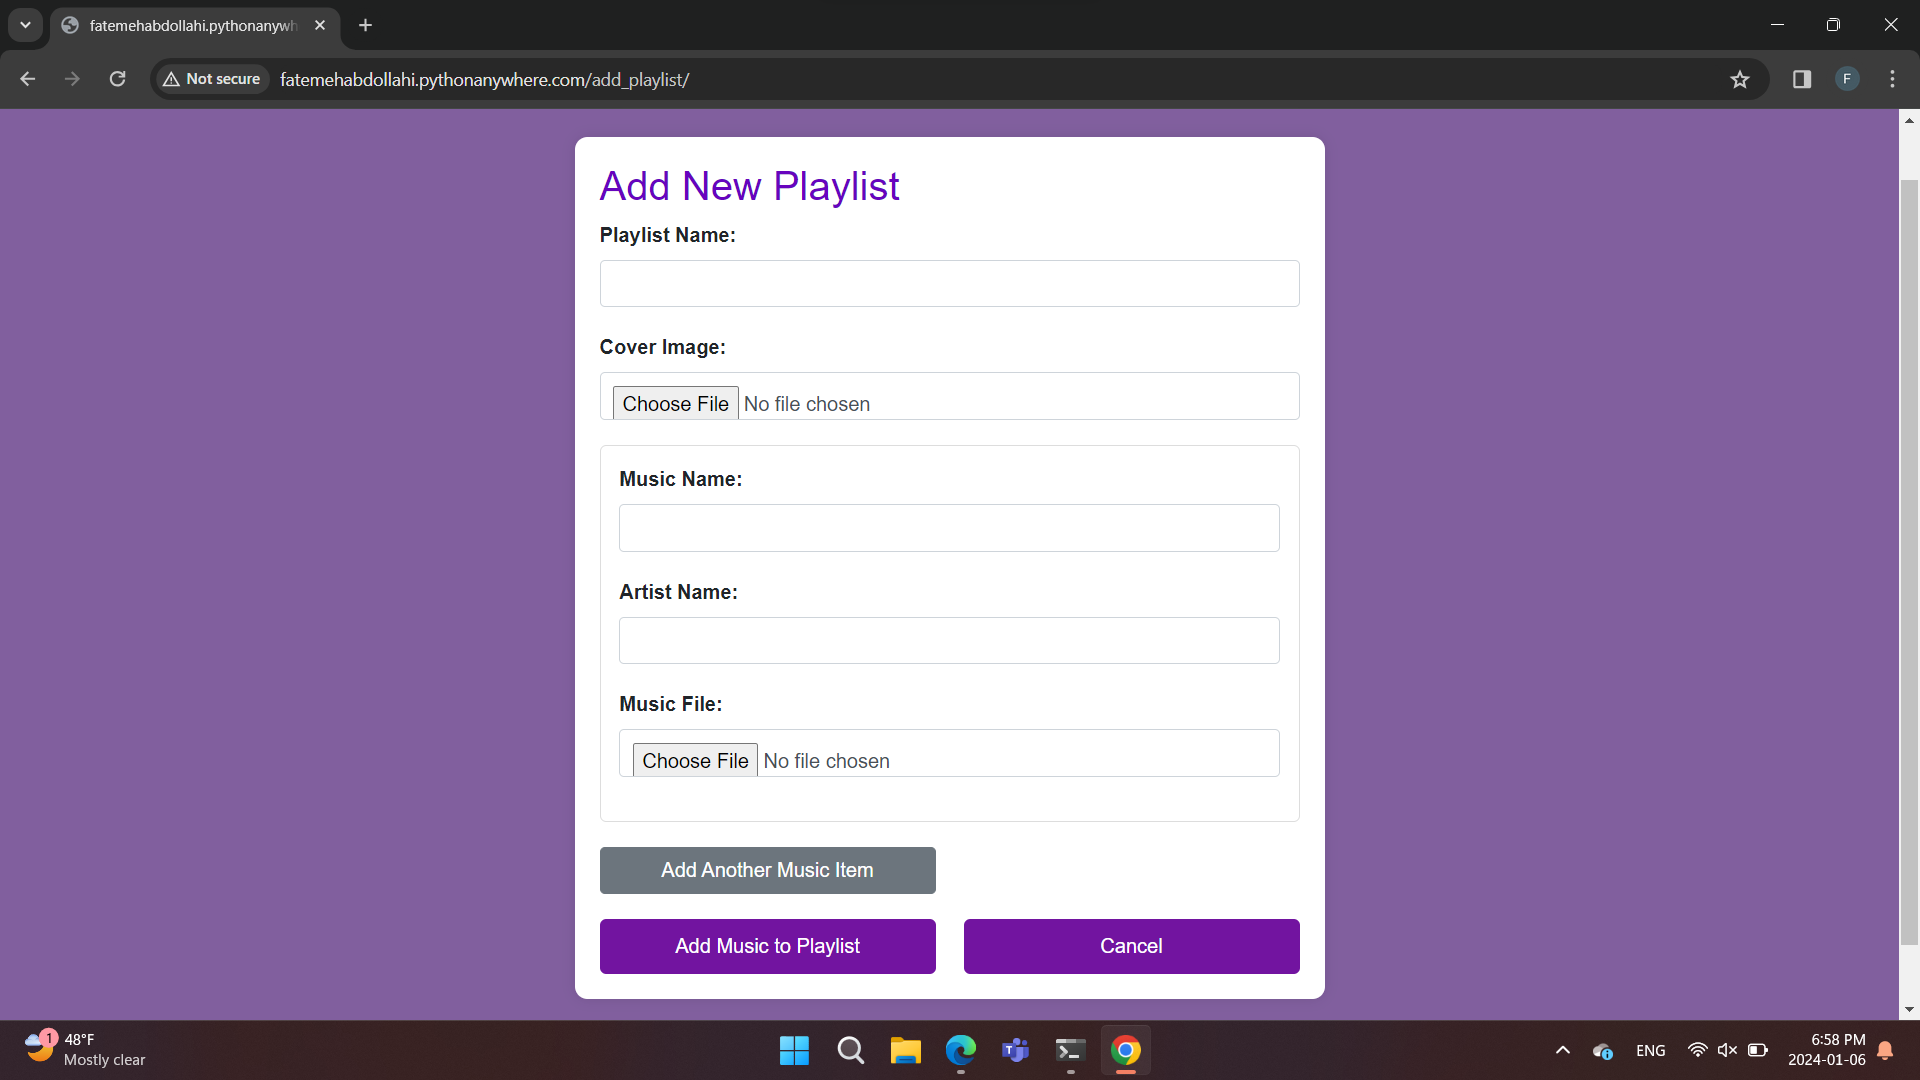 fatemehabdollahi.pythonanywh
Not secure fatemehabdollahi.pythonanywhere.com/add_playlist/ F
Add New Playlist
Playlist Name:
Cover Image:
Choose File No file chosen
Music Name:
Artist Name:
Music File:
Choose File No file chosen
Add Another Music Item
Add Music to Playlist Cancel
1 48°F
Mostly clear
T
ENG
6:58 PM
2024-01-06